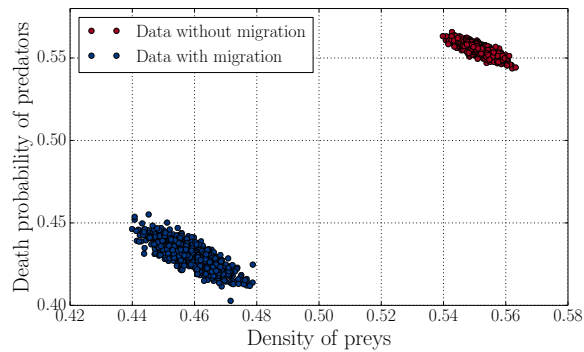 Data without migration
Data with migration
Death probability of predators
0.55
0.50
0.45
0.40
0.42 0.44 0.46 0.48 0.50 0.52 0.54 0.56 0.58
Density of preys